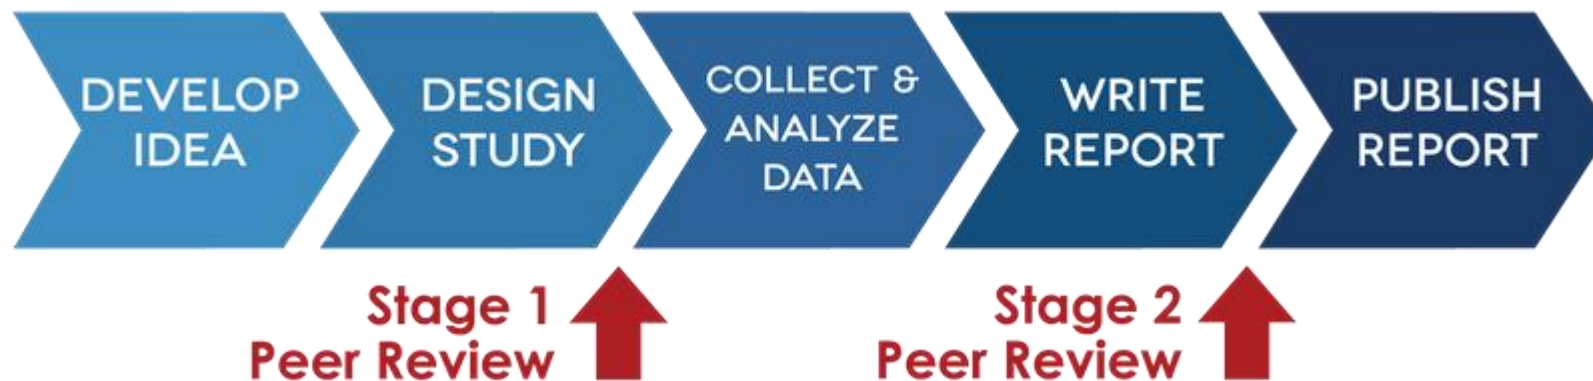 DEVELOP
IDEA
DESIGN
STUDY
COLLECT &
ANALYZE
DATA
WRITE
REPORT
PUBLISH
REPORT
Stage 1
Peer Review
Stage 2
Peer Review